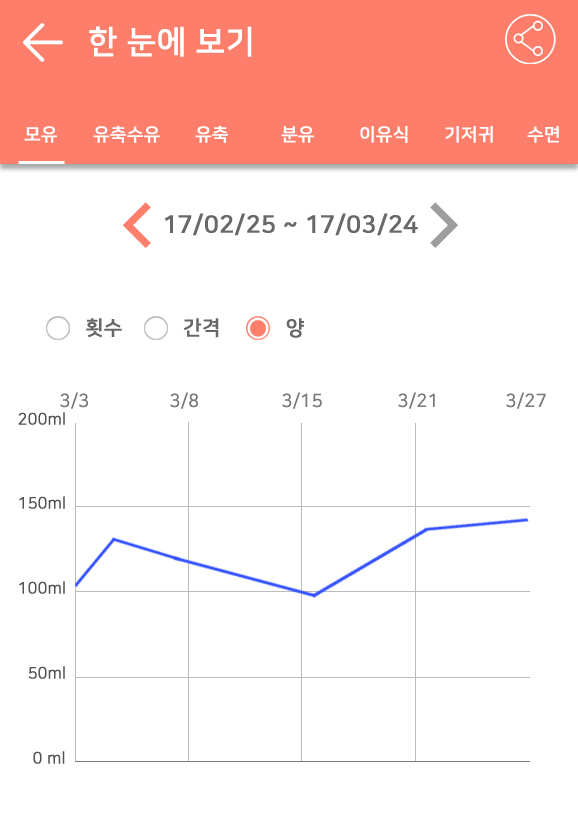 한 눈에 보기
모유 유축수유 유축 분유 이유식 기저귀 수면
17/02/25 ~ 17/03/24
횟수 간격 양
3/3 3/8 3/15 3/21 3/27
200ml
150ml
100ml
50ml
0 ml